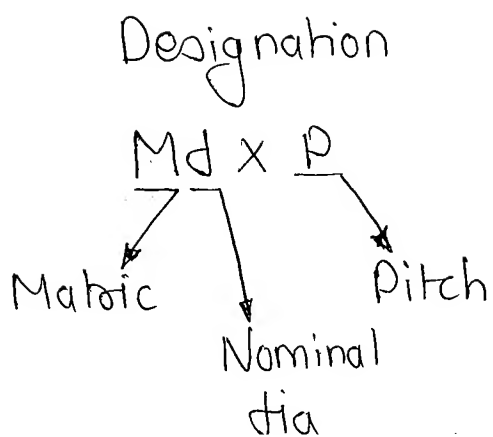 Designation
Md x P
Matric
Pitch
Nominal
dia